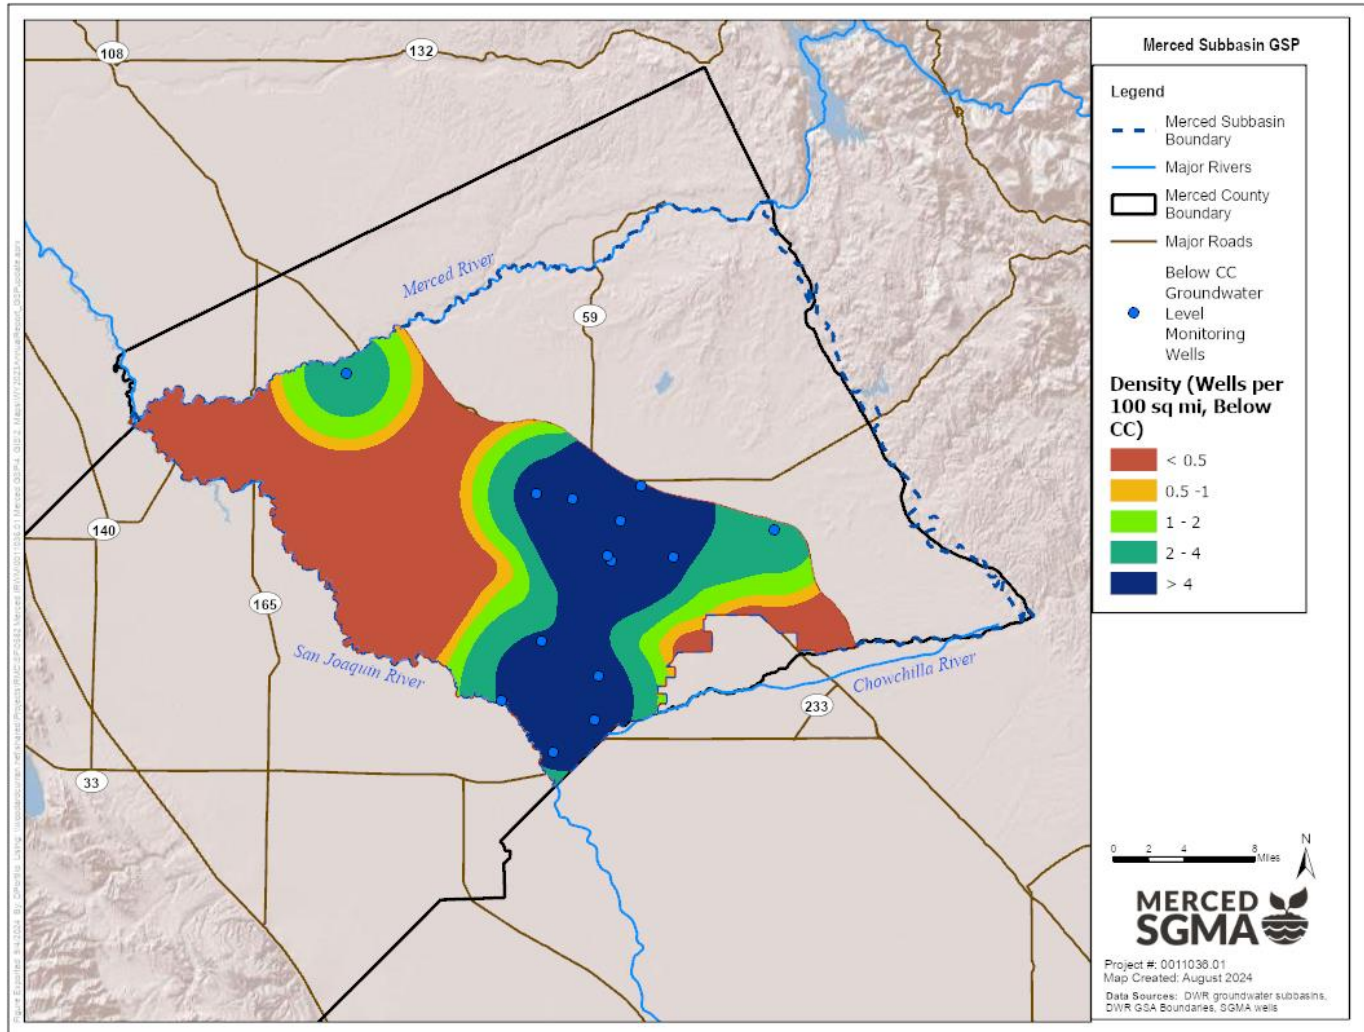 Merced Subbasin GSP
Legend
Merced Subbasin
Boundary
Major Rivers
Merced County
Boundary
Major Roads
Below CC
Groundwater
Level
Monitoring
Wells
Density (Wells per
100 sq mi, Below
CC)
< 0.5
0.5 -1
1 - 2
2 - 4
> 4
108
132
Merced River
59
140
165
San Joaquin River
Chowchilla River
233
33
N
0 2 4 8 Miles
MERCED
SGMA
Project #: 0011036.01
Map Created: August 2024
Data Sources: DWR groundwater subbasins,
DWR GSA Boundaries, SGMA wells